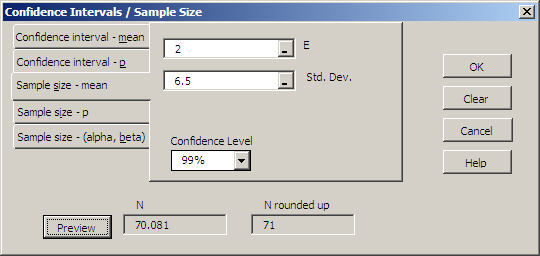 Confidence Intervals / Sample Size
Confidence interval - mean
Confidence interval - p
Sample size - mean
Sample size - p
Sample size - (alpha, beta)
2 E
6.5 Std. Dev.
Confidence Level
99%
OK
Clear
Cancel
Help
N N rounded up
Preview 70.081 71